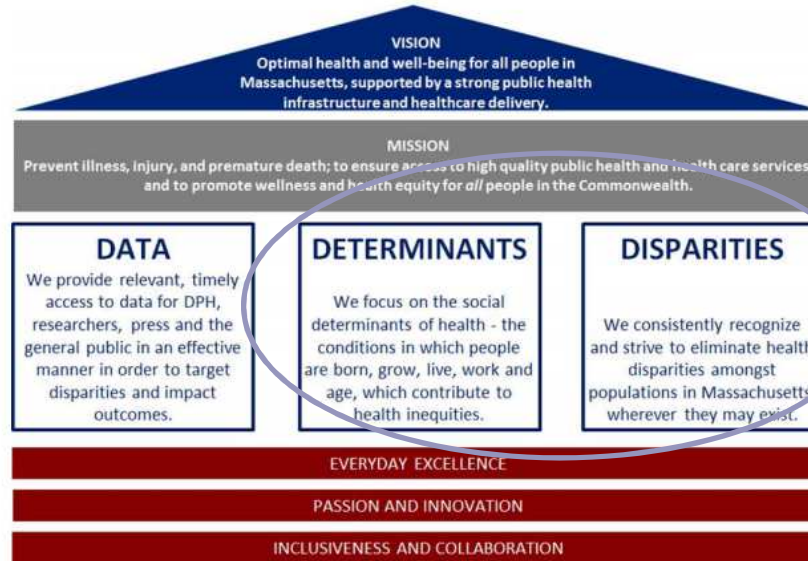 VISION
Optimal health and well-being for all people in
Massachusetts, supported by a strong public health
infrastructure and healthcare delivery.
MISSION
Prevent illness, injury, and premature death; to ensure access to high quality public health and health care services
and to promote wellness and health equity for all people in the Commonwealth.
DATA
We provide relevant, timely
access to data for DPH,
researchers, press and the
general public in an effective
manner in order to target
disparities and impact
outcomes.
DETERMINANTS
We focus on the social
determinants of health - the
conditions in which people
are born, grow, live, work and
age, which contribute to
health inequities.
DISPARITIES
We consistently recognize
and strive to eliminate health
disparities amongst
populations in Massachusetts
wherever they may exist.
EVERYDAY EXCELLENCE
PASSION AND INNOVATION
INCLUSIVENESS AND COLLABORATION